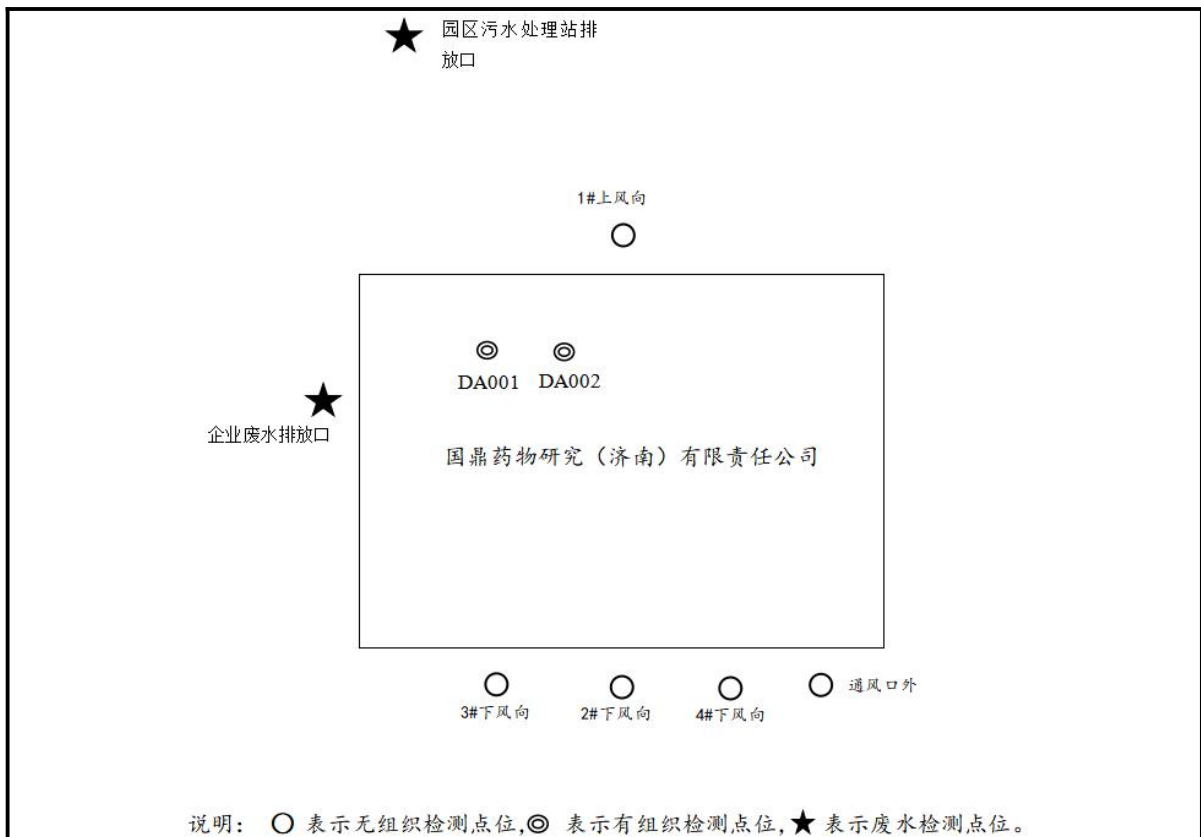 园区污水处理站排
放口
1#上风向
DA001 DA002
企业废水排放口
国鼎药物研究（济南）有限责任公司
通风口外
3#下风向 2#下风向 4#下风向
说明： ○ 表示无组织检测点位,◎ 表示有组织检测点位,★ 表示废水检测点位。